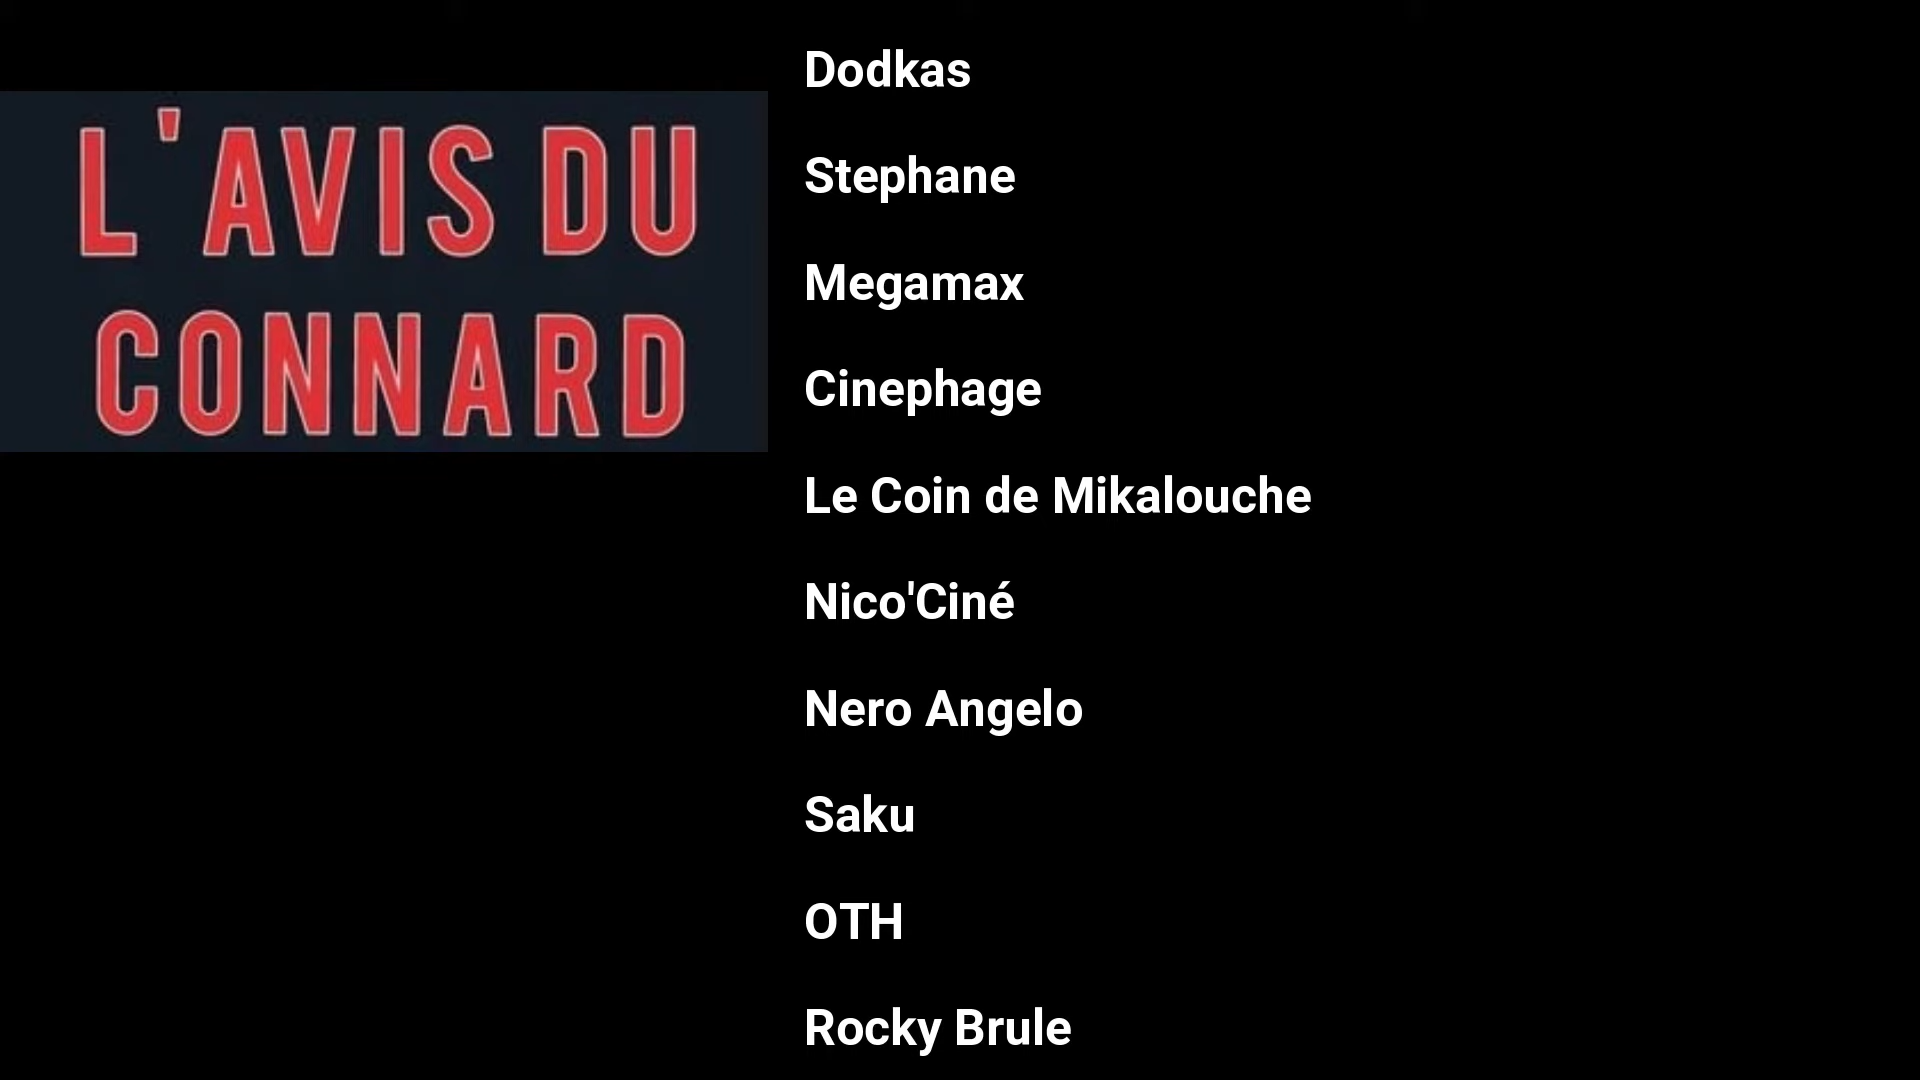 L'AVIS DU
CONNARD
Dodkas
Stephane
Megamax
Cinephage
Le Coin de Mikalouche
Nico'Ciné
Nero Angelo
Saku
OTH
Rocky Brule